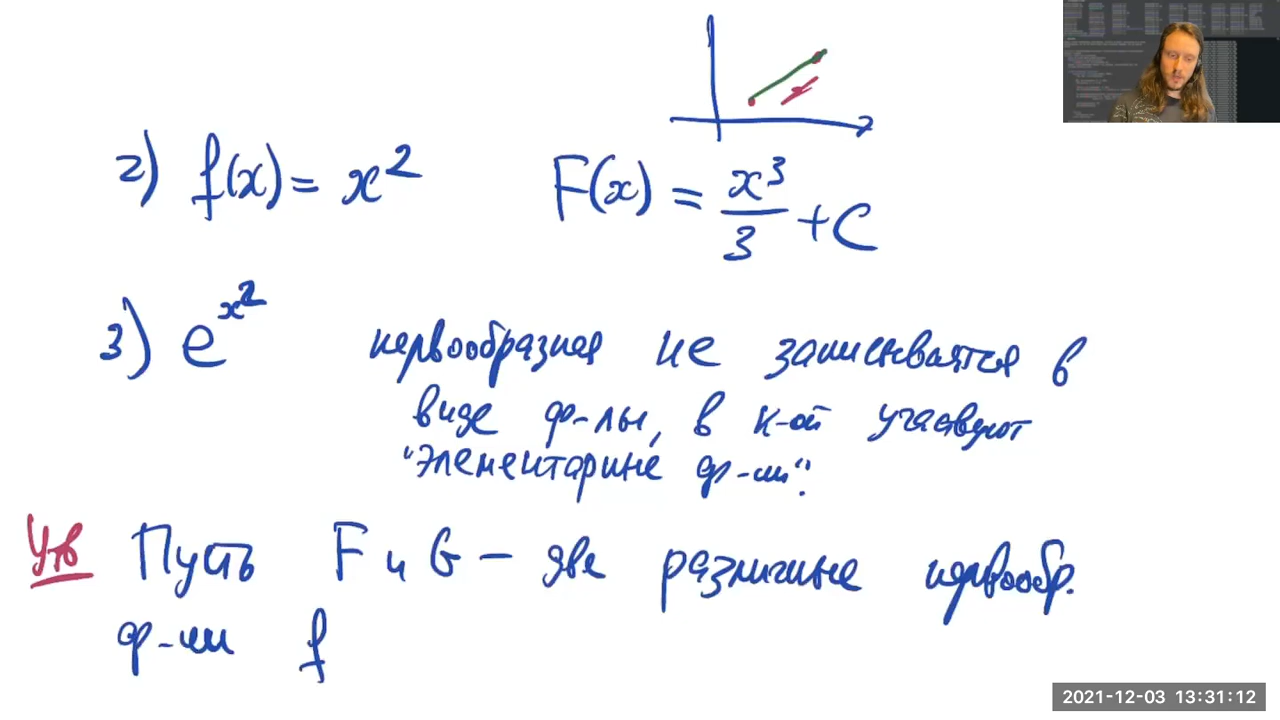 2) f(x) = x² F(x) = x³/3 + C
3) e^{x²} первообразная не записывается в
виде ф-лы, в к-ой участвуют
"Элементарные ф-ии".
Утв Пусть F и G – две различные первообр.
ф-ии f
2021-12-03 13:31:12